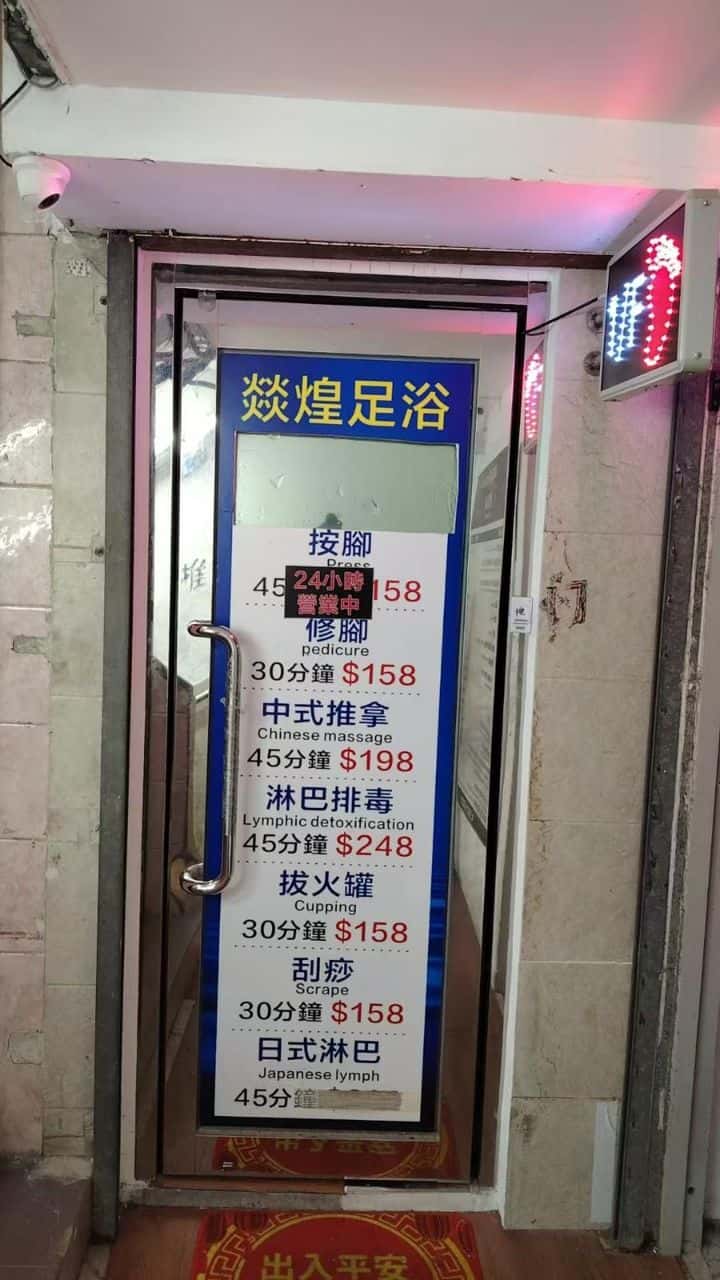 燚煌足浴
按腳
Press
45
158
24小時
營業中
修腳
pedicure
30分鐘 $158
中式推拿
Chinese massage
45分鐘 $198
淋巴排毒
Lymphic detoxification
45分鐘 $248
拔火罐
Cupping
30分鐘 $158
刮痧
Scrape
30分鐘 $158
日式淋巴
Japanese lymph
45分鐘
出入平安